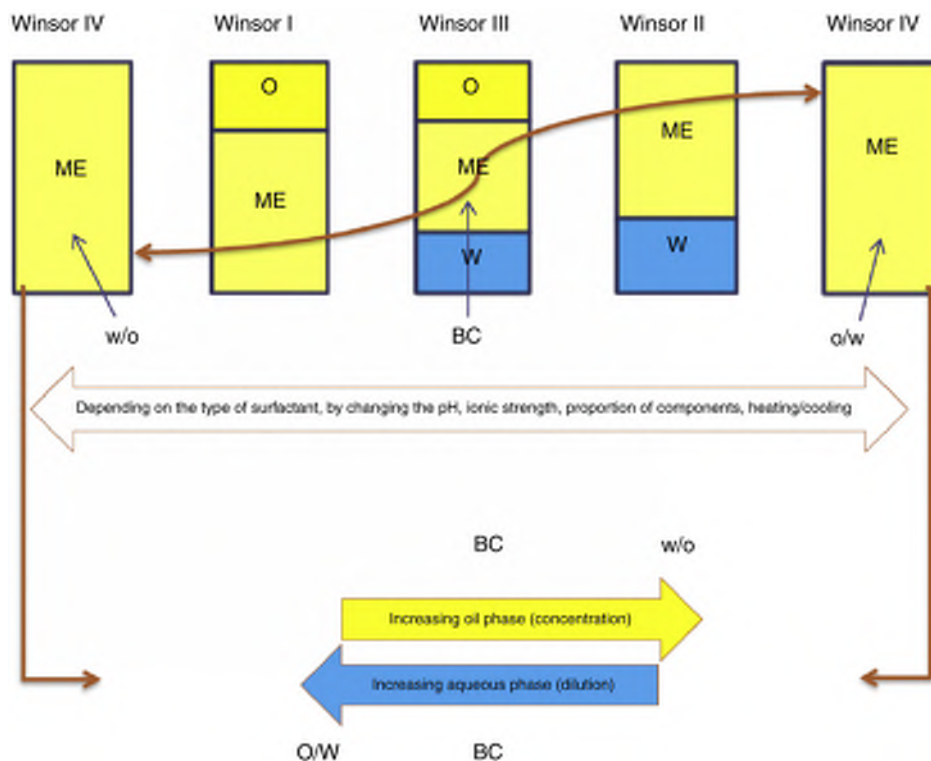 Winsor IV
Winsor I
Winsor III
Winsor II
Winsor IV
O
O
ME
ME
ME
ME
ME
W
W
w/o
BC
o/w
Depending on the type of surfactant, by changing the pH, ionic strength, proportion of components, heating/cooling
BC
w/o
Increasing oil phase (concentration)
Increasing aqueous phase (dilution)
O/W
BC